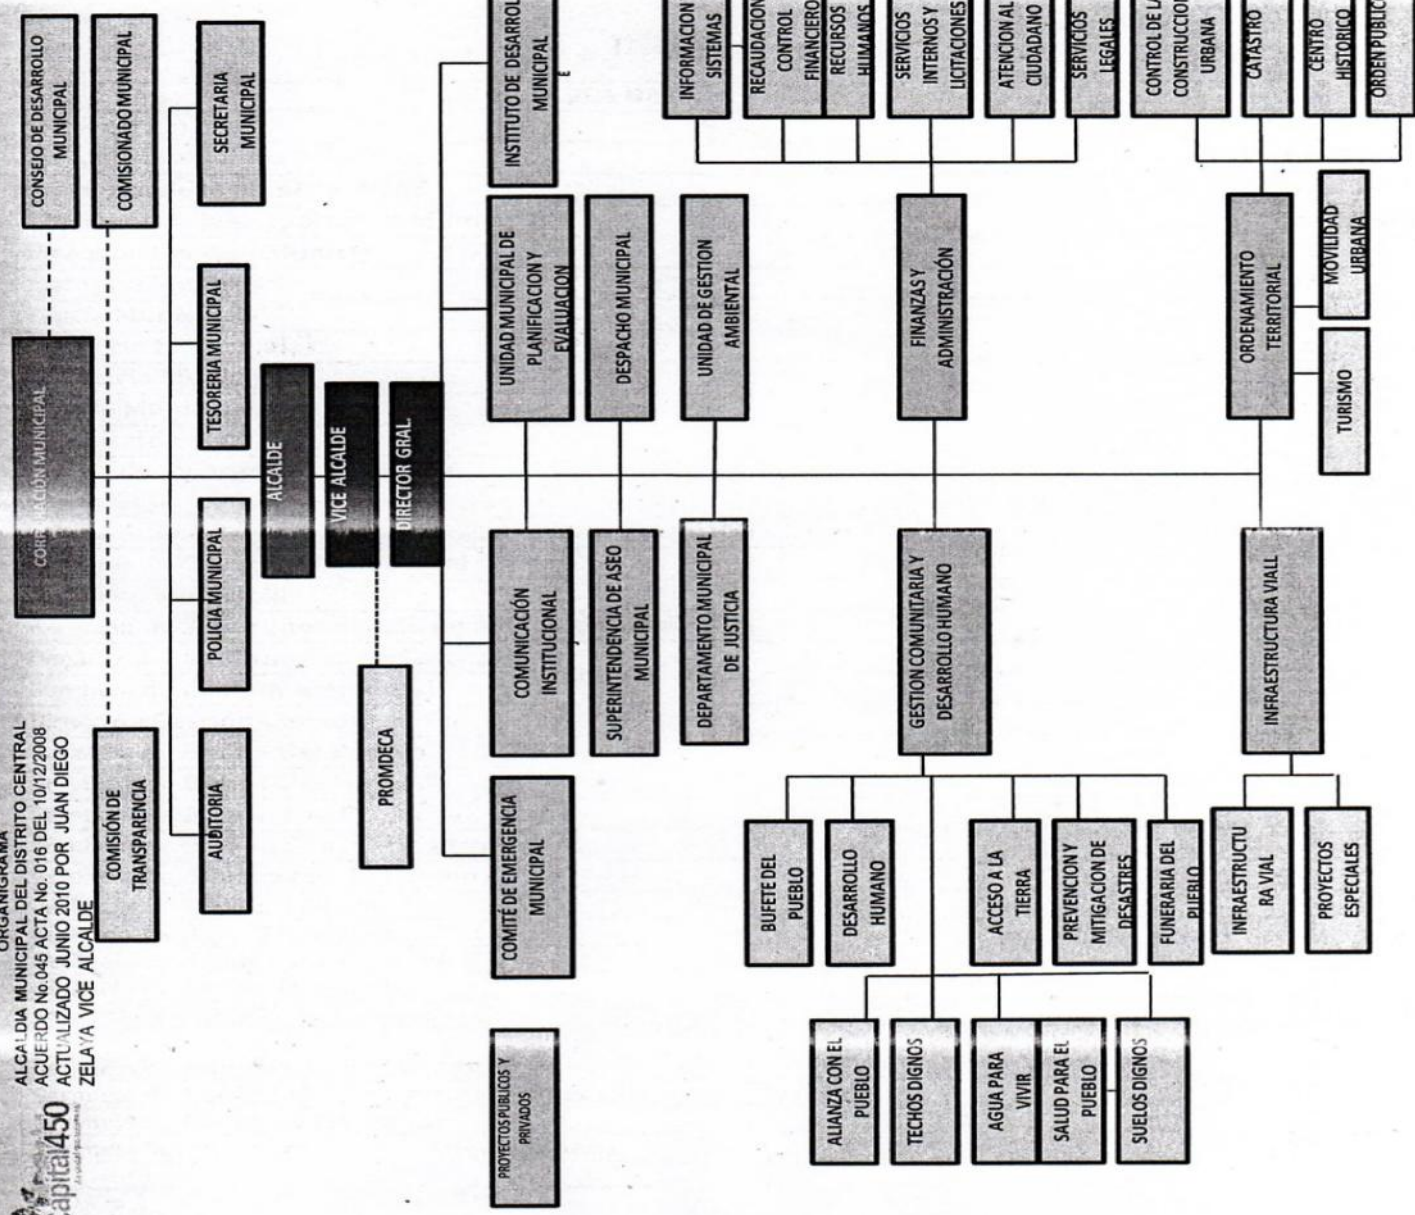 ORGANIGRAMA
ALCALDIA MUNICIPAL DEL DISTRITO CENTRAL
ACUERDO No.045 ACTA No. 016 DEL 10/12/2008
ACTUALIZADO JUNIO 2010 POR JUAN DIEGO
ZELAYA VICE ALCALDE
capital450
CORPORACIÓN MUNICIPAL
CONSEJO DE DESARROLLO
MUNICIPAL
COMISIÓN DE
TRANSPARENCIA
COMISIONADO MUNICIPAL
AUDITORIA
POLICIA MUNICIPAL
TESORERIA MUNICIPAL
SECRETARIA
MUNICIPAL
ALCALDE
VICE ALCALDE
PROMDECA
DIRECTOR GRAL.
PROYECTOS PUBLICOS Y
PRIVADOS
COMITÉ DE EMERGENCIA
MUNICIPAL
COMUNICACIÓN
INSTITUCIONAL
UNIDAD MUNICIPAL DE
PLANIFICACION Y
EVALUACION
INSTITUTO DE DESARROL
MUNICIPAL
E
SUPERINTENDENCIA DE ASEO
MUNICIPAL
DESPACHO MUNICIPAL
DEPARTAMENTO MUNICIPAL
DE JUSTICIA
UNIDAD DE GESTION
AMBIENTAL
GESTION COMUNITARIA Y
DESARROLLO HUMANO
FINANZAS Y
ADMINISTRACIÓN
BUFETE DEL
PUEBLO
DESARROLLO
HUMANO
ACCESO A LA
TIERRA
PREVENCION Y
MITIGACION DE
DESASTRES
FUNERARIA DEL
PUEBLO
ALIANZA CON EL
PUEBLO
TECHOS DIGNOS
AGUA PARA
VIVIR
SALUD PARA EL
PUEBLO
SUELOS DIGNOS
INFORMACION
SISTEMAS
RECAUDACION
CONTROL
FINANCIERO
RECURSOS
HUMANOS
SERVICIOS
INTERNOS Y
LICITACIONES
ATENCION AL
CIUDADANO
SERVICIOS
LEGALES
INFRAESTRUCTURA VIALL
INFRAESTRUCTU
RA VIAL
PROYECTOS
ESPECIALES
ORDENAMIENTO
TERRITORIAL
TURISMO
MOVILIDAD
URBANA
CONTROL DE LA
CONSTRUCCION
URBANA
CATASTRO
CENTRO
HISTORICO
ORDEN PUBLIC